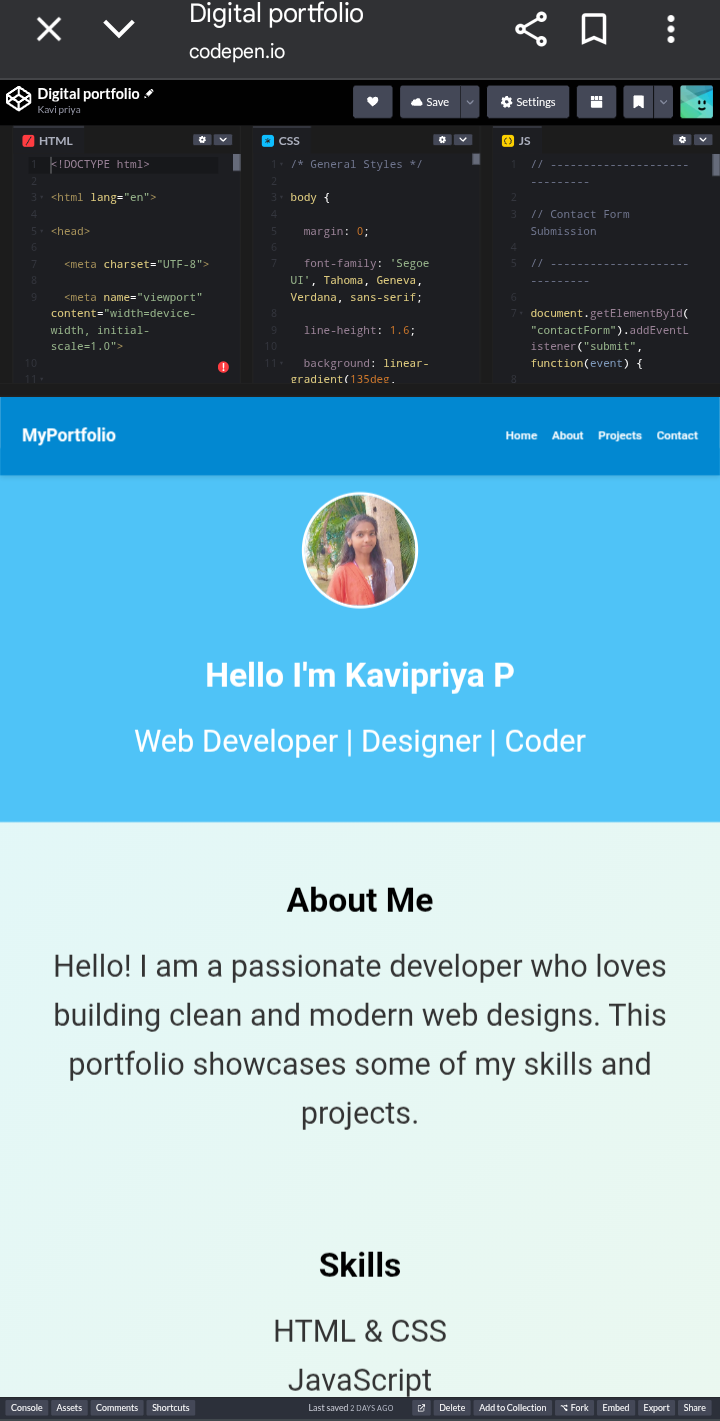 Digital portfolio
codepen.io
Digital portfolio
Kavi priya
Save
Settings
HTML
CSS
JS
1 <!DOCTYPE html>
2
3 <html lang="en">
4
5 <head>
6
7 <meta charset="UTF-8">
8
9 <meta name="viewport"
content="width=device-
width, initial-
scale=1.0">
10
11
1 /* General Styles */
2
3 body {
4
5 margin: 0;
6
7 font-family: 'Segoe
UI', Tahoma, Geneva,
Verdana, sans-serif;
8
9 line-height: 1.6;
10
11 background: linear-
gradient(135deg,
1 // ---------------------
---------
2
3 // Contact Form
Submission
4
5 // ---------------------
---------
6
7 document.getElementById(
"contactForm").addEventL
istener("submit",
function(event) {
8
MyPortfolio
Home About Projects Contact
Hello I'm Kavipriya P
Web Developer | Designer | Coder
About Me
Hello! I am a passionate developer who loves
building clean and modern web designs. This
portfolio showcases some of my skills and
projects.
Skills
HTML & CSS
JavaScript
Console Assets Comments Shortcuts Last saved 2 DAYS AGO Delete Add to Collection Fork Embed Export Share